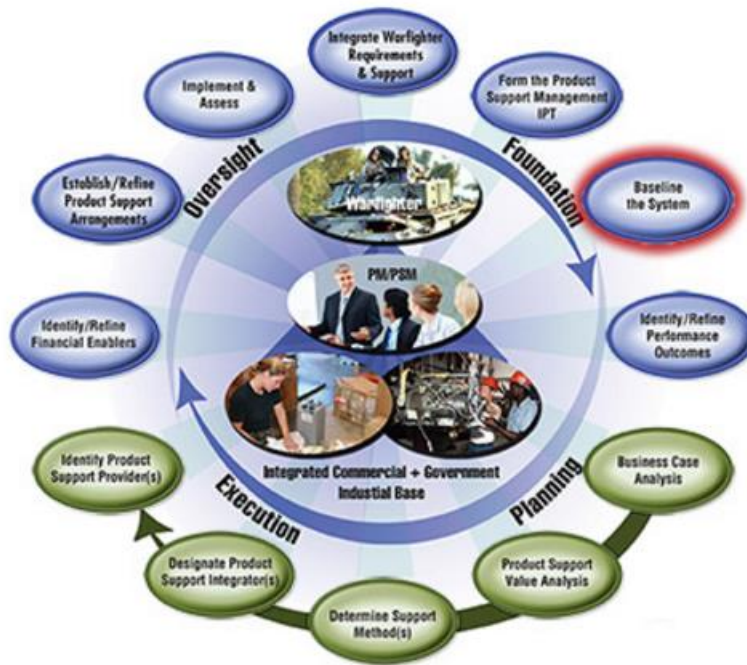 Integrate Warfighter
Requirements
& Support
Form the Product
Support Management
IPT
Baseline
the System
Identify/Refine
Performance
Outcomes
Business Case
Analysis
Product Support
Value Analysis
Determine Support
Method(s)
Designate Product
Support Integrator(s)
Identify Product
Support Provider(s)
Identify/Refine
Financial Enablers
Establish/Refine
Product Support
Arrangements
Implement &
Assess
Oversight
Foundation
Planning
Execution
Warfighter
PM/PSM
Integrated Commercial + Government
Industial Base